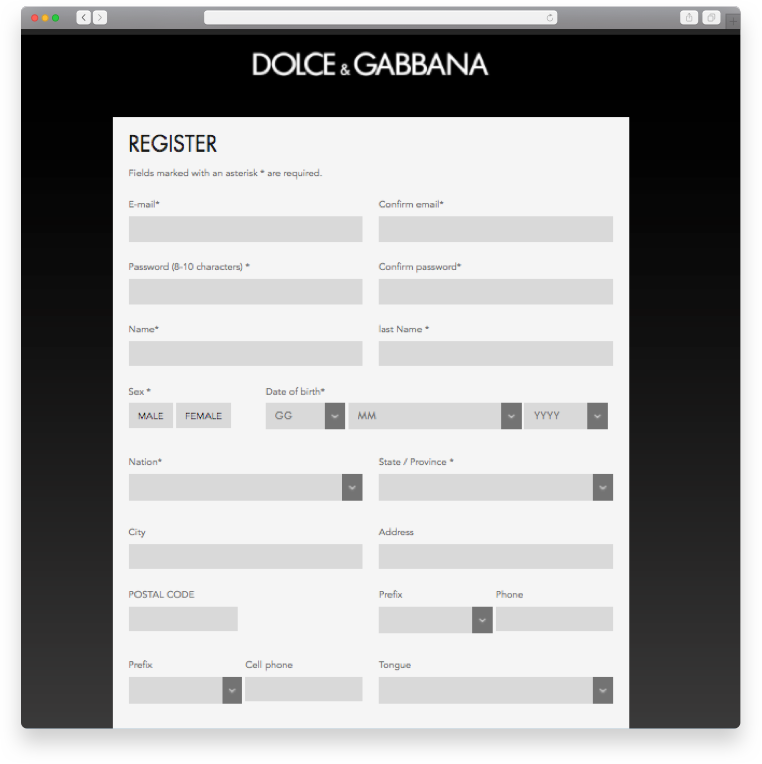 DOLCE & GABBANA
REGISTER
Fields marked with an asterisk * are required.
E-mail* Confirm email*
Password (8-10 characters) * Confirm password*
Name* last Name *
Sex * Date of birth*
MALE FEMALE GG MM YYYY
Nation* State / Province *
City Address
POSTAL CODE Prefix Phone
Prefix Cell phone Tongue